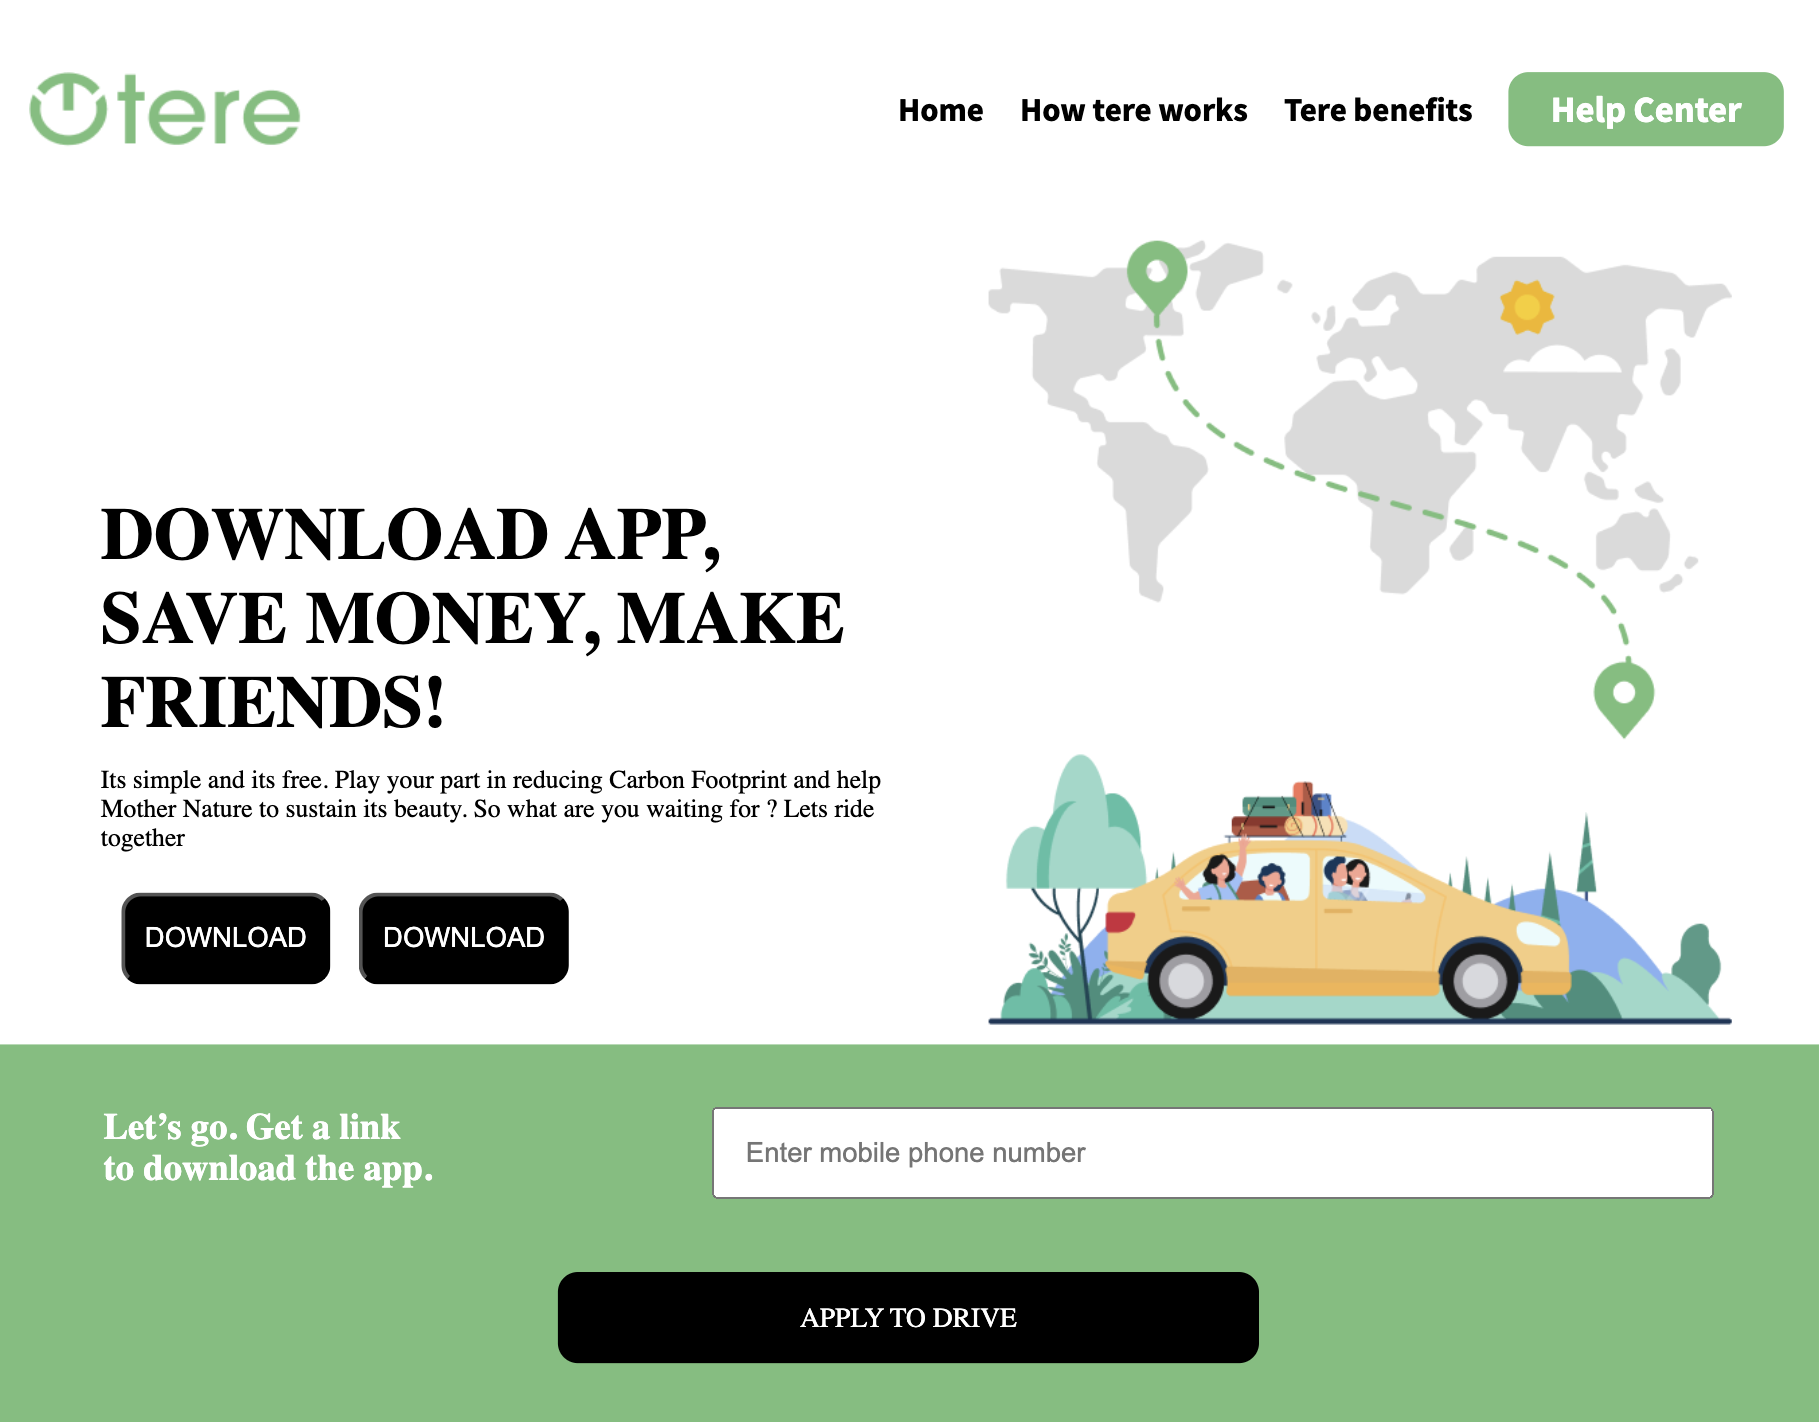 tere
Home How tere works Tere benefits Help Center
DOWNLOAD APP,
SAVE MONEY, MAKE
FRIENDS!
Its simple and its free. Play your part in reducing Carbon Footprint and help
Mother Nature to sustain its beauty. So what are you waiting for ? Lets ride
together
DOWNLOAD DOWNLOAD
Let’s go. Get a link
to download the app.
Enter mobile phone number
APPLY TO DRIVE